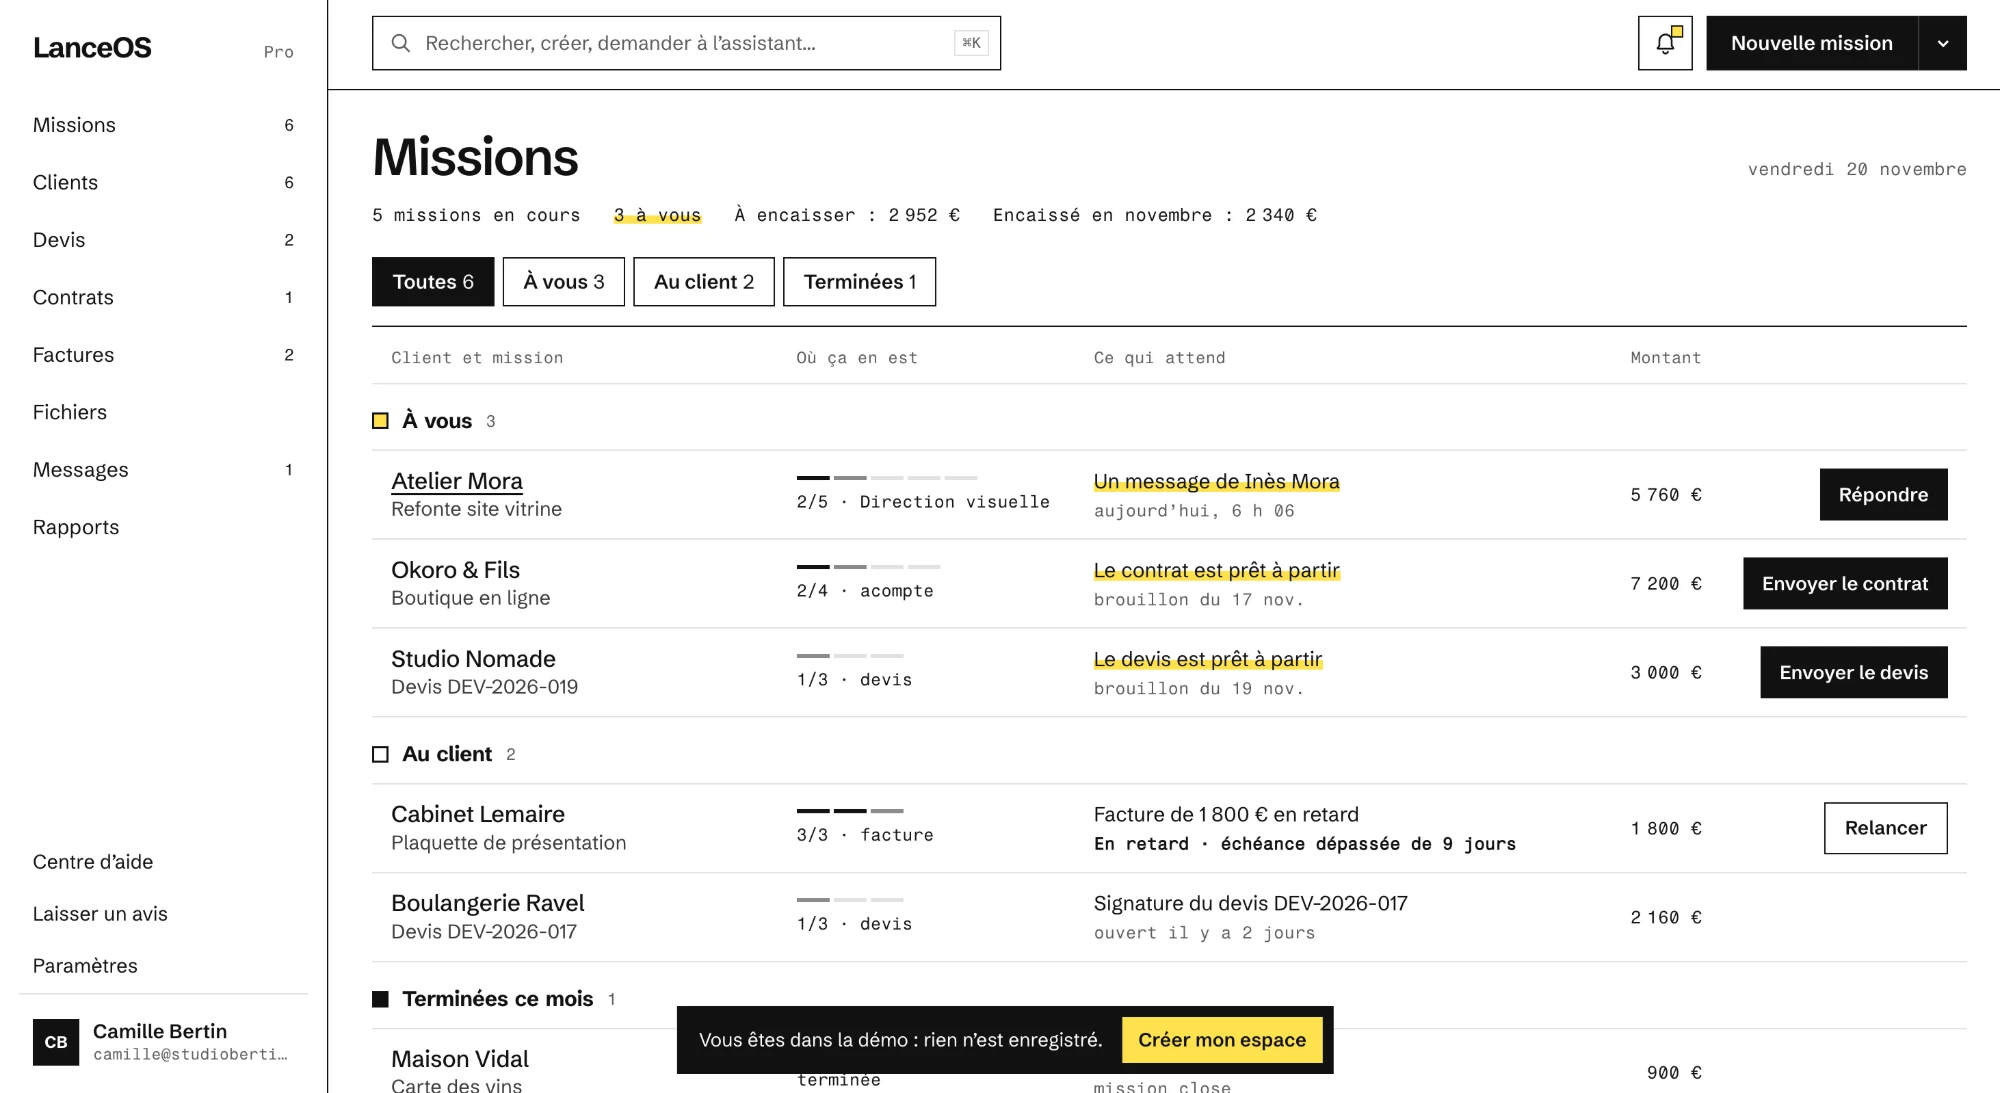 LanceOS
Pro
Missions 6
Clients 6
Devis 2
Contrats 1
Factures 2
Fichiers
Messages 1
Rapports
Centre d’aide
Laisser un avis
Paramètres
CB
Camille Bertin
camille@studioberti…
Rechercher, créer, demander à l’assistant… ⌘K
Nouvelle mission
Missions
vendredi 20 novembre
5 missions en cours 3 à vous À encaisser : 2 952 € Encaissé en novembre : 2 340 €
Toutes 6 À vous 3 Au client 2 Terminées 1
Client et mission Où ça en est Ce qui attend Montant
À vous 3
Atelier Mora
Refonte site vitrine
2/5 · Direction visuelle
Un message de Inès Mora
aujourd’hui, 6 h 06
5 760 €
Répondre
Okoro & Fils
Boutique en ligne
2/4 · acompte
Le contrat est prêt à partir
brouillon du 17 nov.
7 200 €
Envoyer le contrat
Studio Nomade
Devis DEV-2026-019
1/3 · devis
Le devis est prêt à partir
brouillon du 19 nov.
3 000 €
Envoyer le devis
Au client 2
Cabinet Lemaire
Plaquette de présentation
3/3 · facture
Facture de 1 800 € en retard
En retard · échéance dépassée de 9 jours
1 800 €
Relancer
Boulangerie Ravel
Devis DEV-2026-017
1/3 · devis
Signature du devis DEV-2026-017
ouvert il y a 2 jours
2 160 €
Terminées ce mois 1
Maison Vidal
Carte des vins
terminée
mission close
900 €
Vous êtes dans la démo : rien n’est enregistré.
Créer mon espace